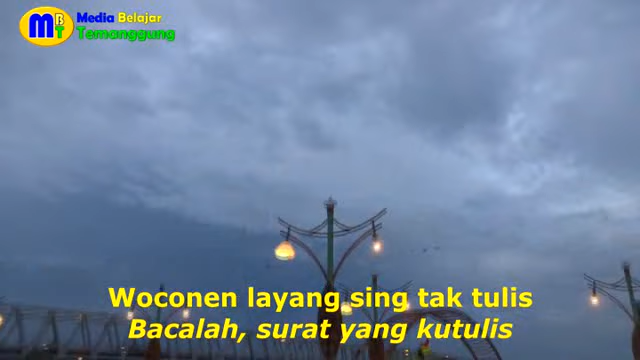 MBT Media Belajar
Temanggung
Woconen layang sing tak tulis
Bacalah, surat yang kutulis